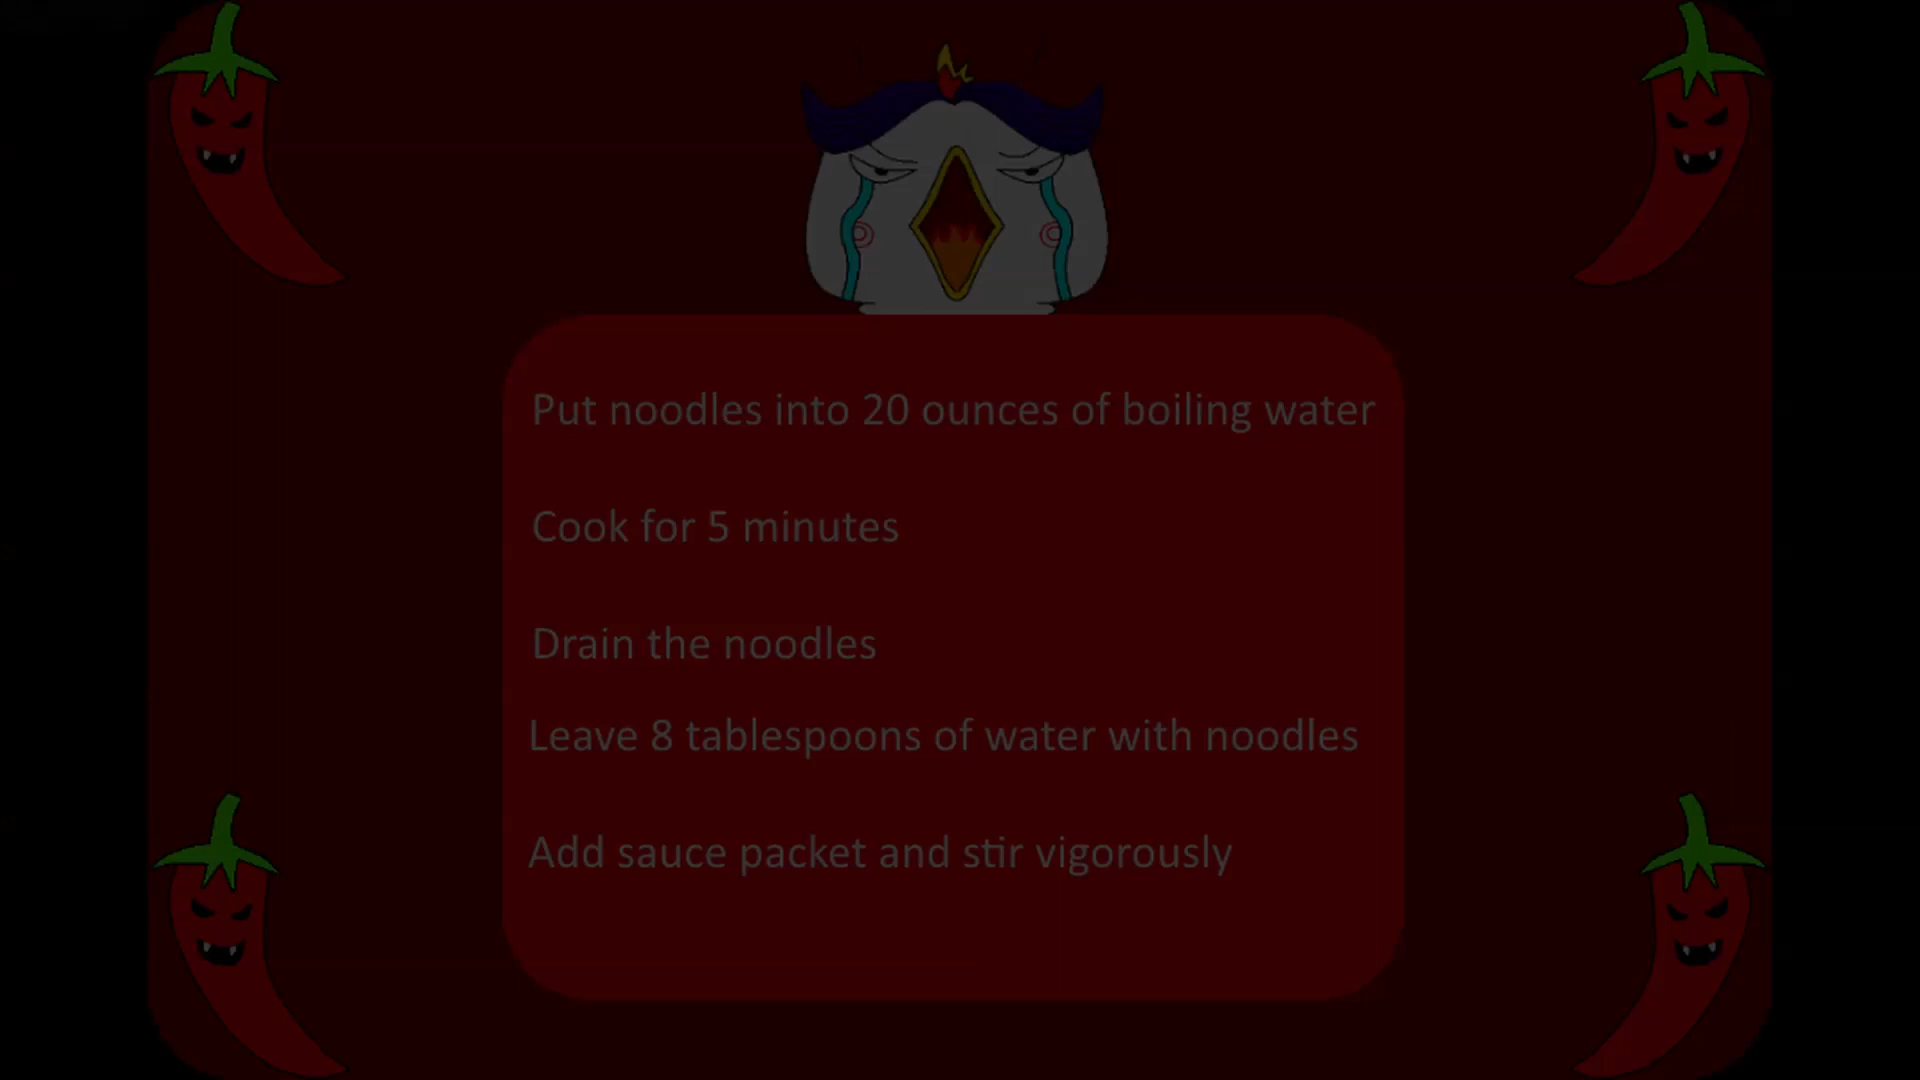 Put noodles into 20 ounces of boiling water
Cook for 5 minutes
Drain the noodles
Leave 8 tablespoons of water with noodles
Add sauce packet and stir vigorously